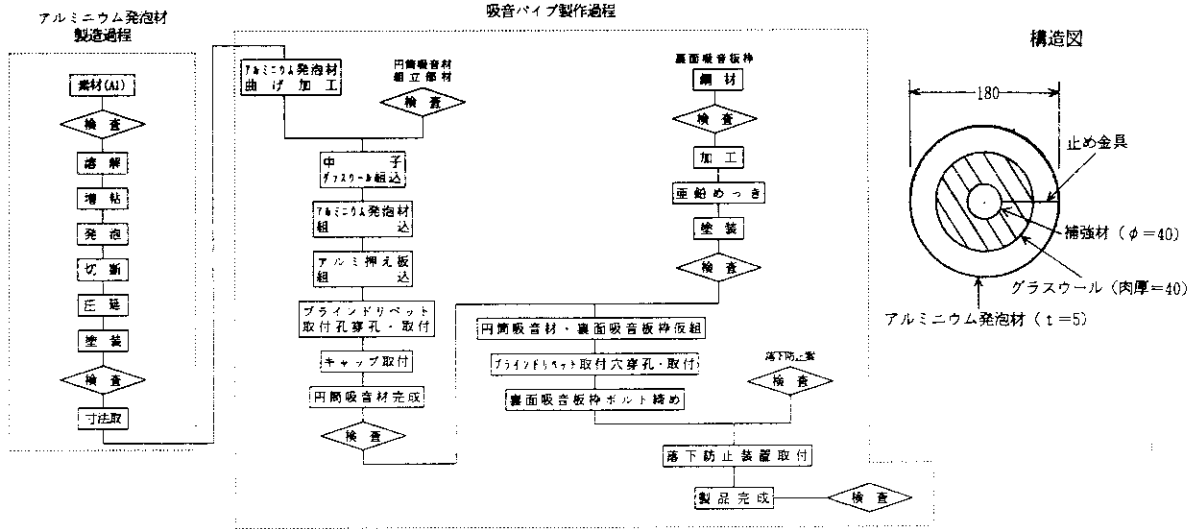 アルミニウム発泡材
製造過程
素材(Al)
検査
溶解
増粘
発泡
切断
圧延
塗装
検査
寸法取
吸音パイプ製作過程
アルミニウム発泡材
曲げ加工
円筒吸音材
組立部材
検査
中子
グラスウール組込
アルミニウム発泡材
組込
アルミ押え板
組込
ブラインドリベット
取付孔穿孔・取付
キャップ取付
円筒吸音材完成
検査
裏面吸音板枠
鋼材
検査
加工
亜鉛めっき
塗装
検査
円筒吸音材・裏面吸音板枠仮組
ブラインドリベット取付穴穿孔・取付
裏面吸音板枠ボルト締め
検査
落下防止装置取付
製品完成
検査
構造図
180
止め金具
補強材(φ=40)
グラスウール(肉厚=40)
アルミニウム発泡材(t=5)